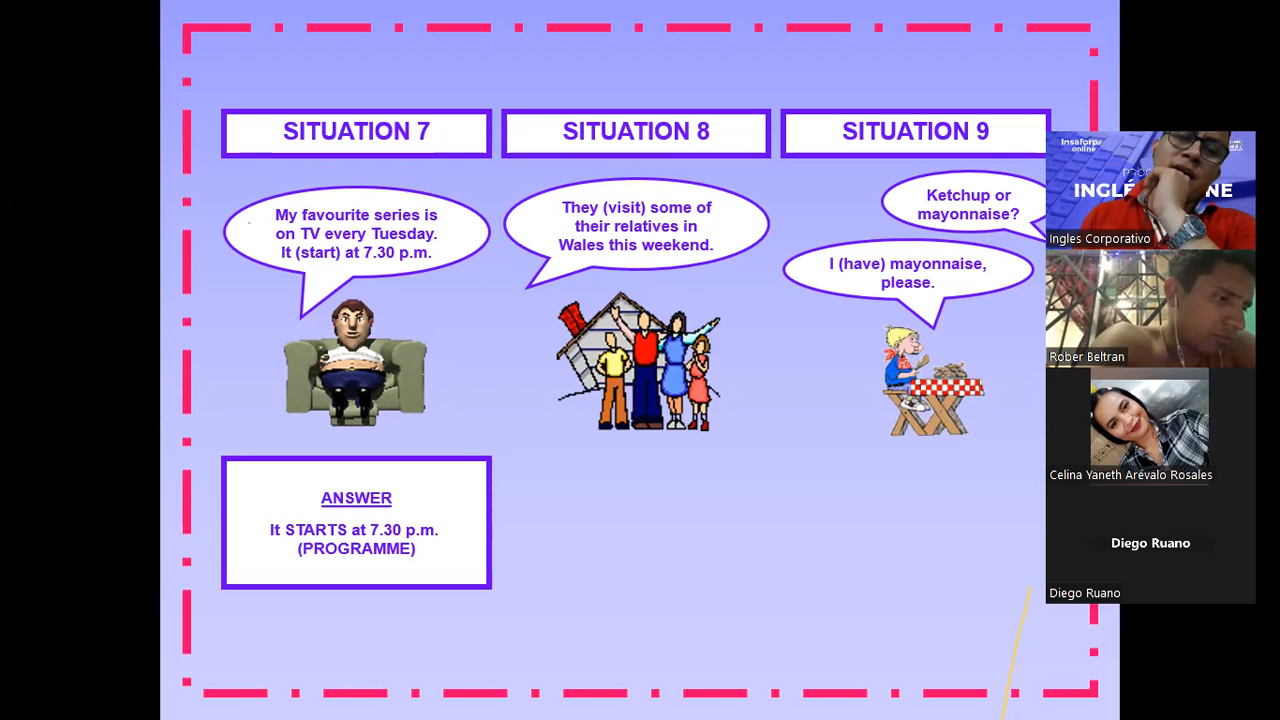 SITUATION 7
SITUATION 8
SITUATION 9
My favourite series is
on TV every Tuesday.
It (start) at 7.30 p.m.
They (visit) some of
their relatives in
Wales this weekend.
Ketchup or
mayonnaise?
I (have) mayonnaise,
please.
ANSWER
It STARTS at 7.30 p.m.
(PROGRAMME)
online
Ingles Corporativo
Rober Beltran
Celina Yaneth Arévalo Rosales
Diego Ruano
Diego Ruano